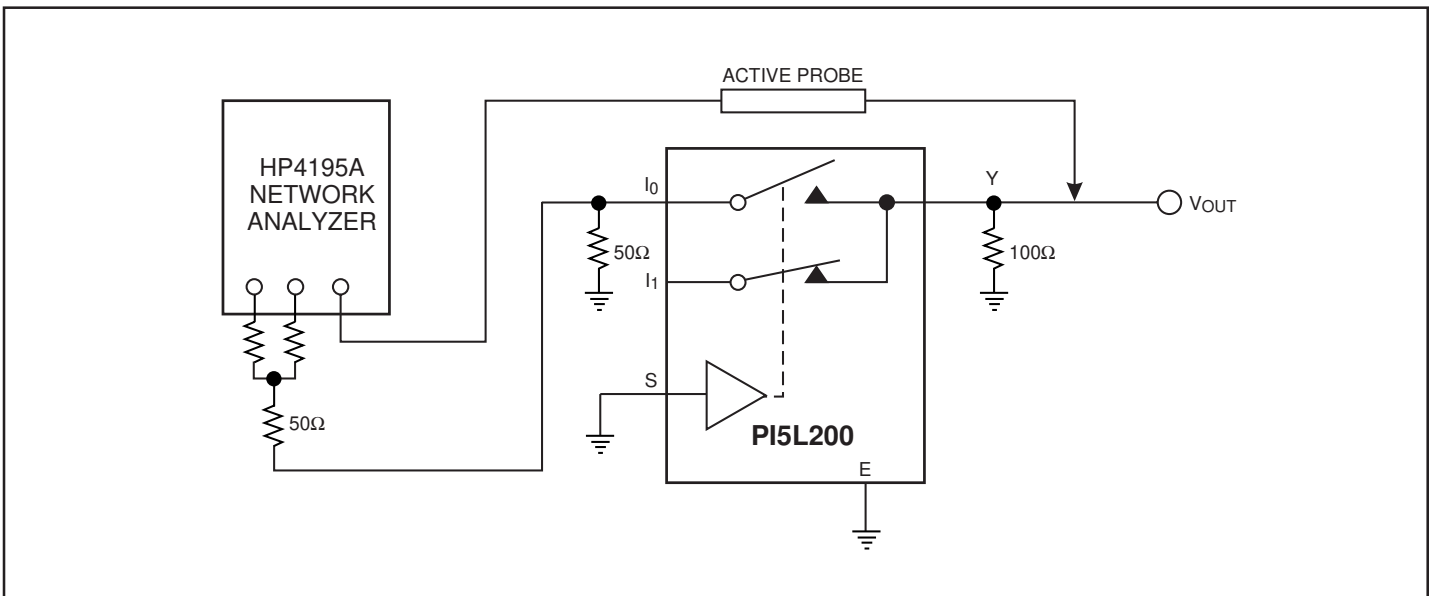 ACTIVE PROBE
HP4195A
NETWORK
ANALYZER
I0
Y
VOUT
50Ω
100Ω
I1
S
50Ω
PI5L200
E